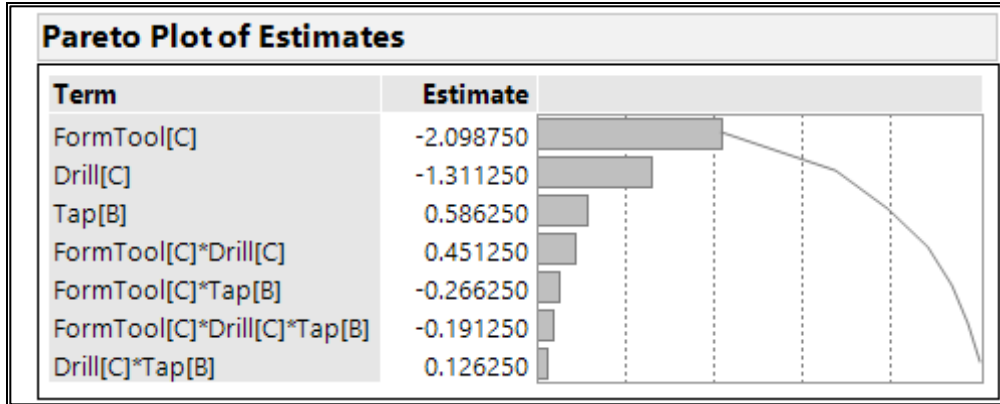 Pareto Plot of Estimates
Term Estimate
FormTool[C] -2.098750
Drill[C] -1.311250
Tap[B] 0.586250
FormTool[C]*Drill[C] 0.451250
FormTool[C]*Tap[B] -0.266250
FormTool[C]*Drill[C]*Tap[B] -0.191250
Drill[C]*Tap[B] 0.126250